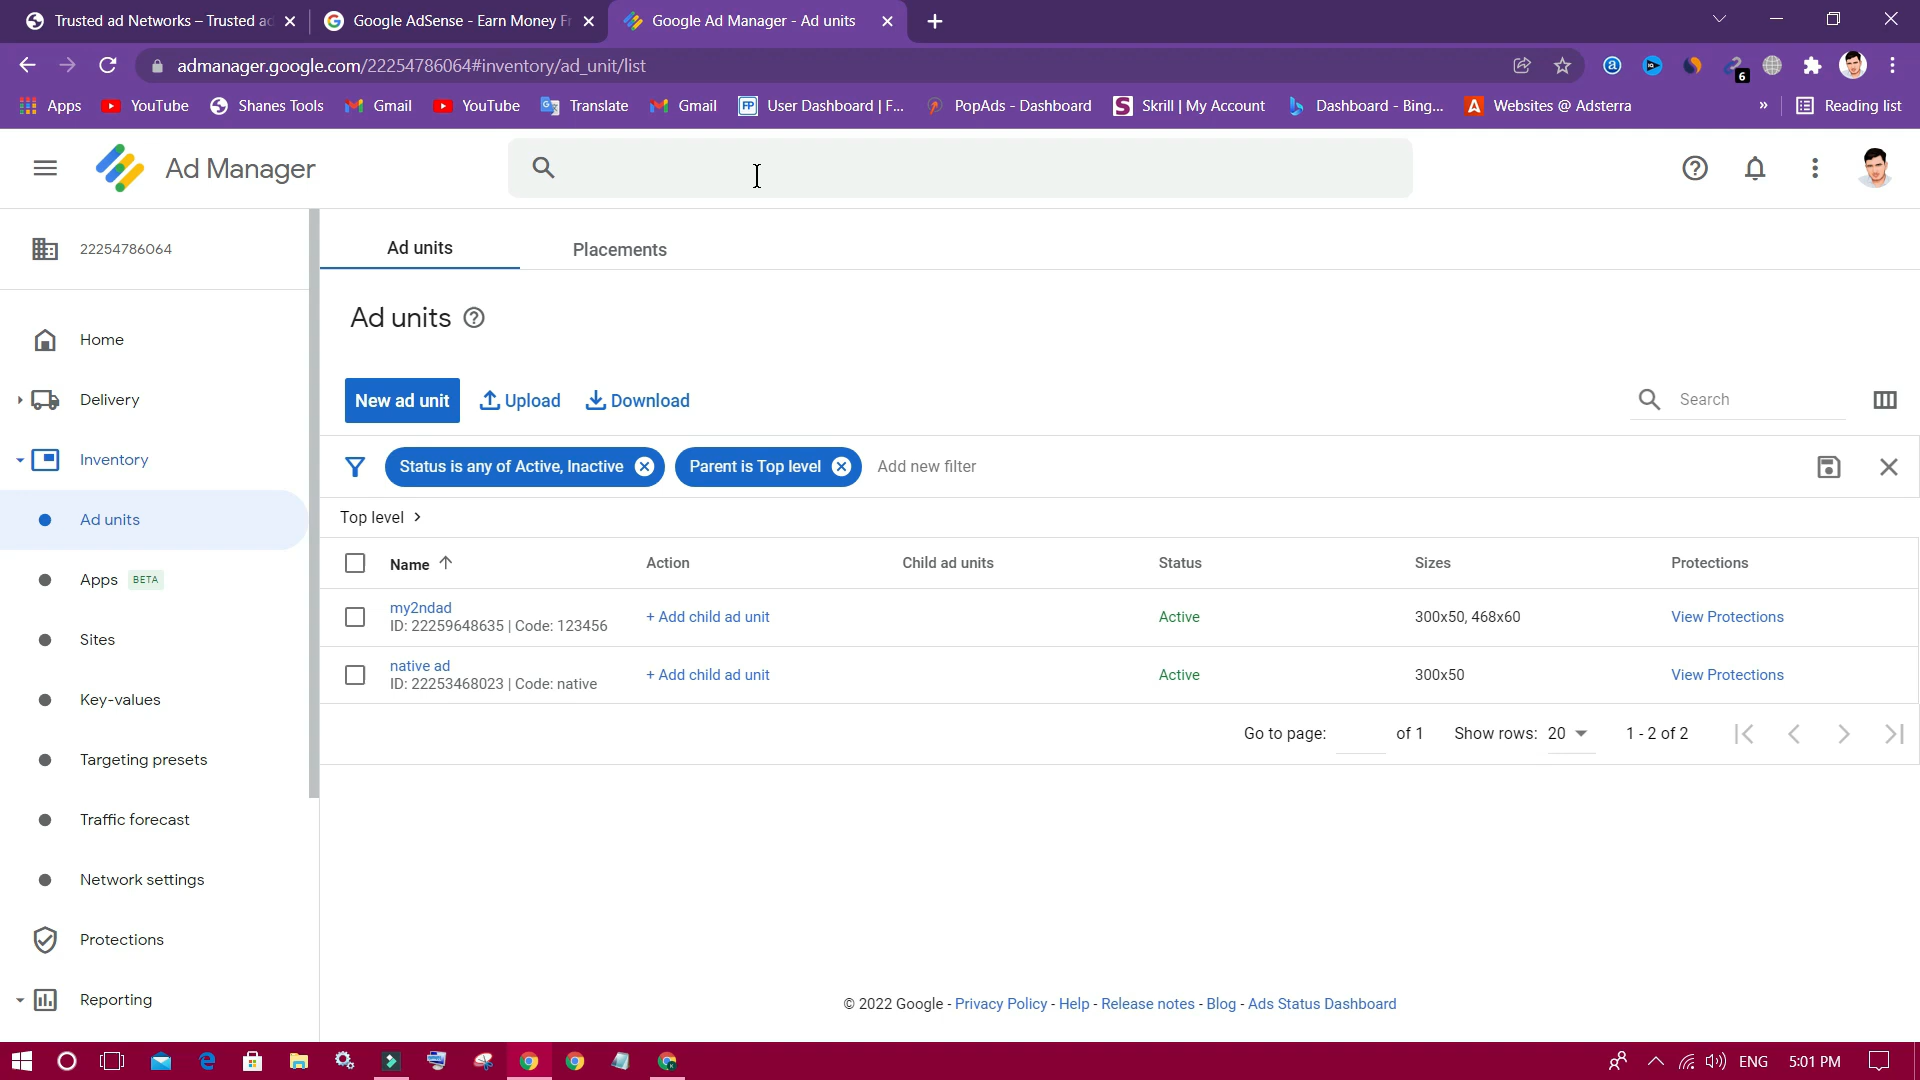 Trusted ad Networks – Trusted ad
Google AdSense - Earn Money F
Google Ad Manager - Ad units
admanager.google.com/22254786064#inventory/ad_unit/list
6
Apps
YouTube
Shanes Tools
Gmail
YouTube
Translate
Gmail
FP
User Dashboard | F...
PopAds - Dashboard
Skrill | My Account
Dashboard - Bing...
Websites @ Adsterra
»
Reading list
Ad Manager
22254786064
Home
Delivery
Inventory
Ad units
Apps BETA
Sites
Key-values
Targeting presets
Traffic forecast
Network settings
Protections
Reporting
Ad units
Placements
Ad units
New ad unit
Upload
Download
Search
Status is any of Active, Inactive
Parent is Top level
Add new filter
Top level
Name Action Child ad units Status Sizes Protections
my2ndad
ID: 22259648635 | Code: 123456
+ Add child ad unit
Active
300x50, 468x60
View Protections
native ad
ID: 22253468023 | Code: native
+ Add child ad unit
Active
300x50
View Protections
Go to page: of 1 Show rows: 20 1 - 2 of 2
© 2022 Google - Privacy Policy - Help - Release notes - Blog - Ads Status Dashboard
ENG
5:01 PM